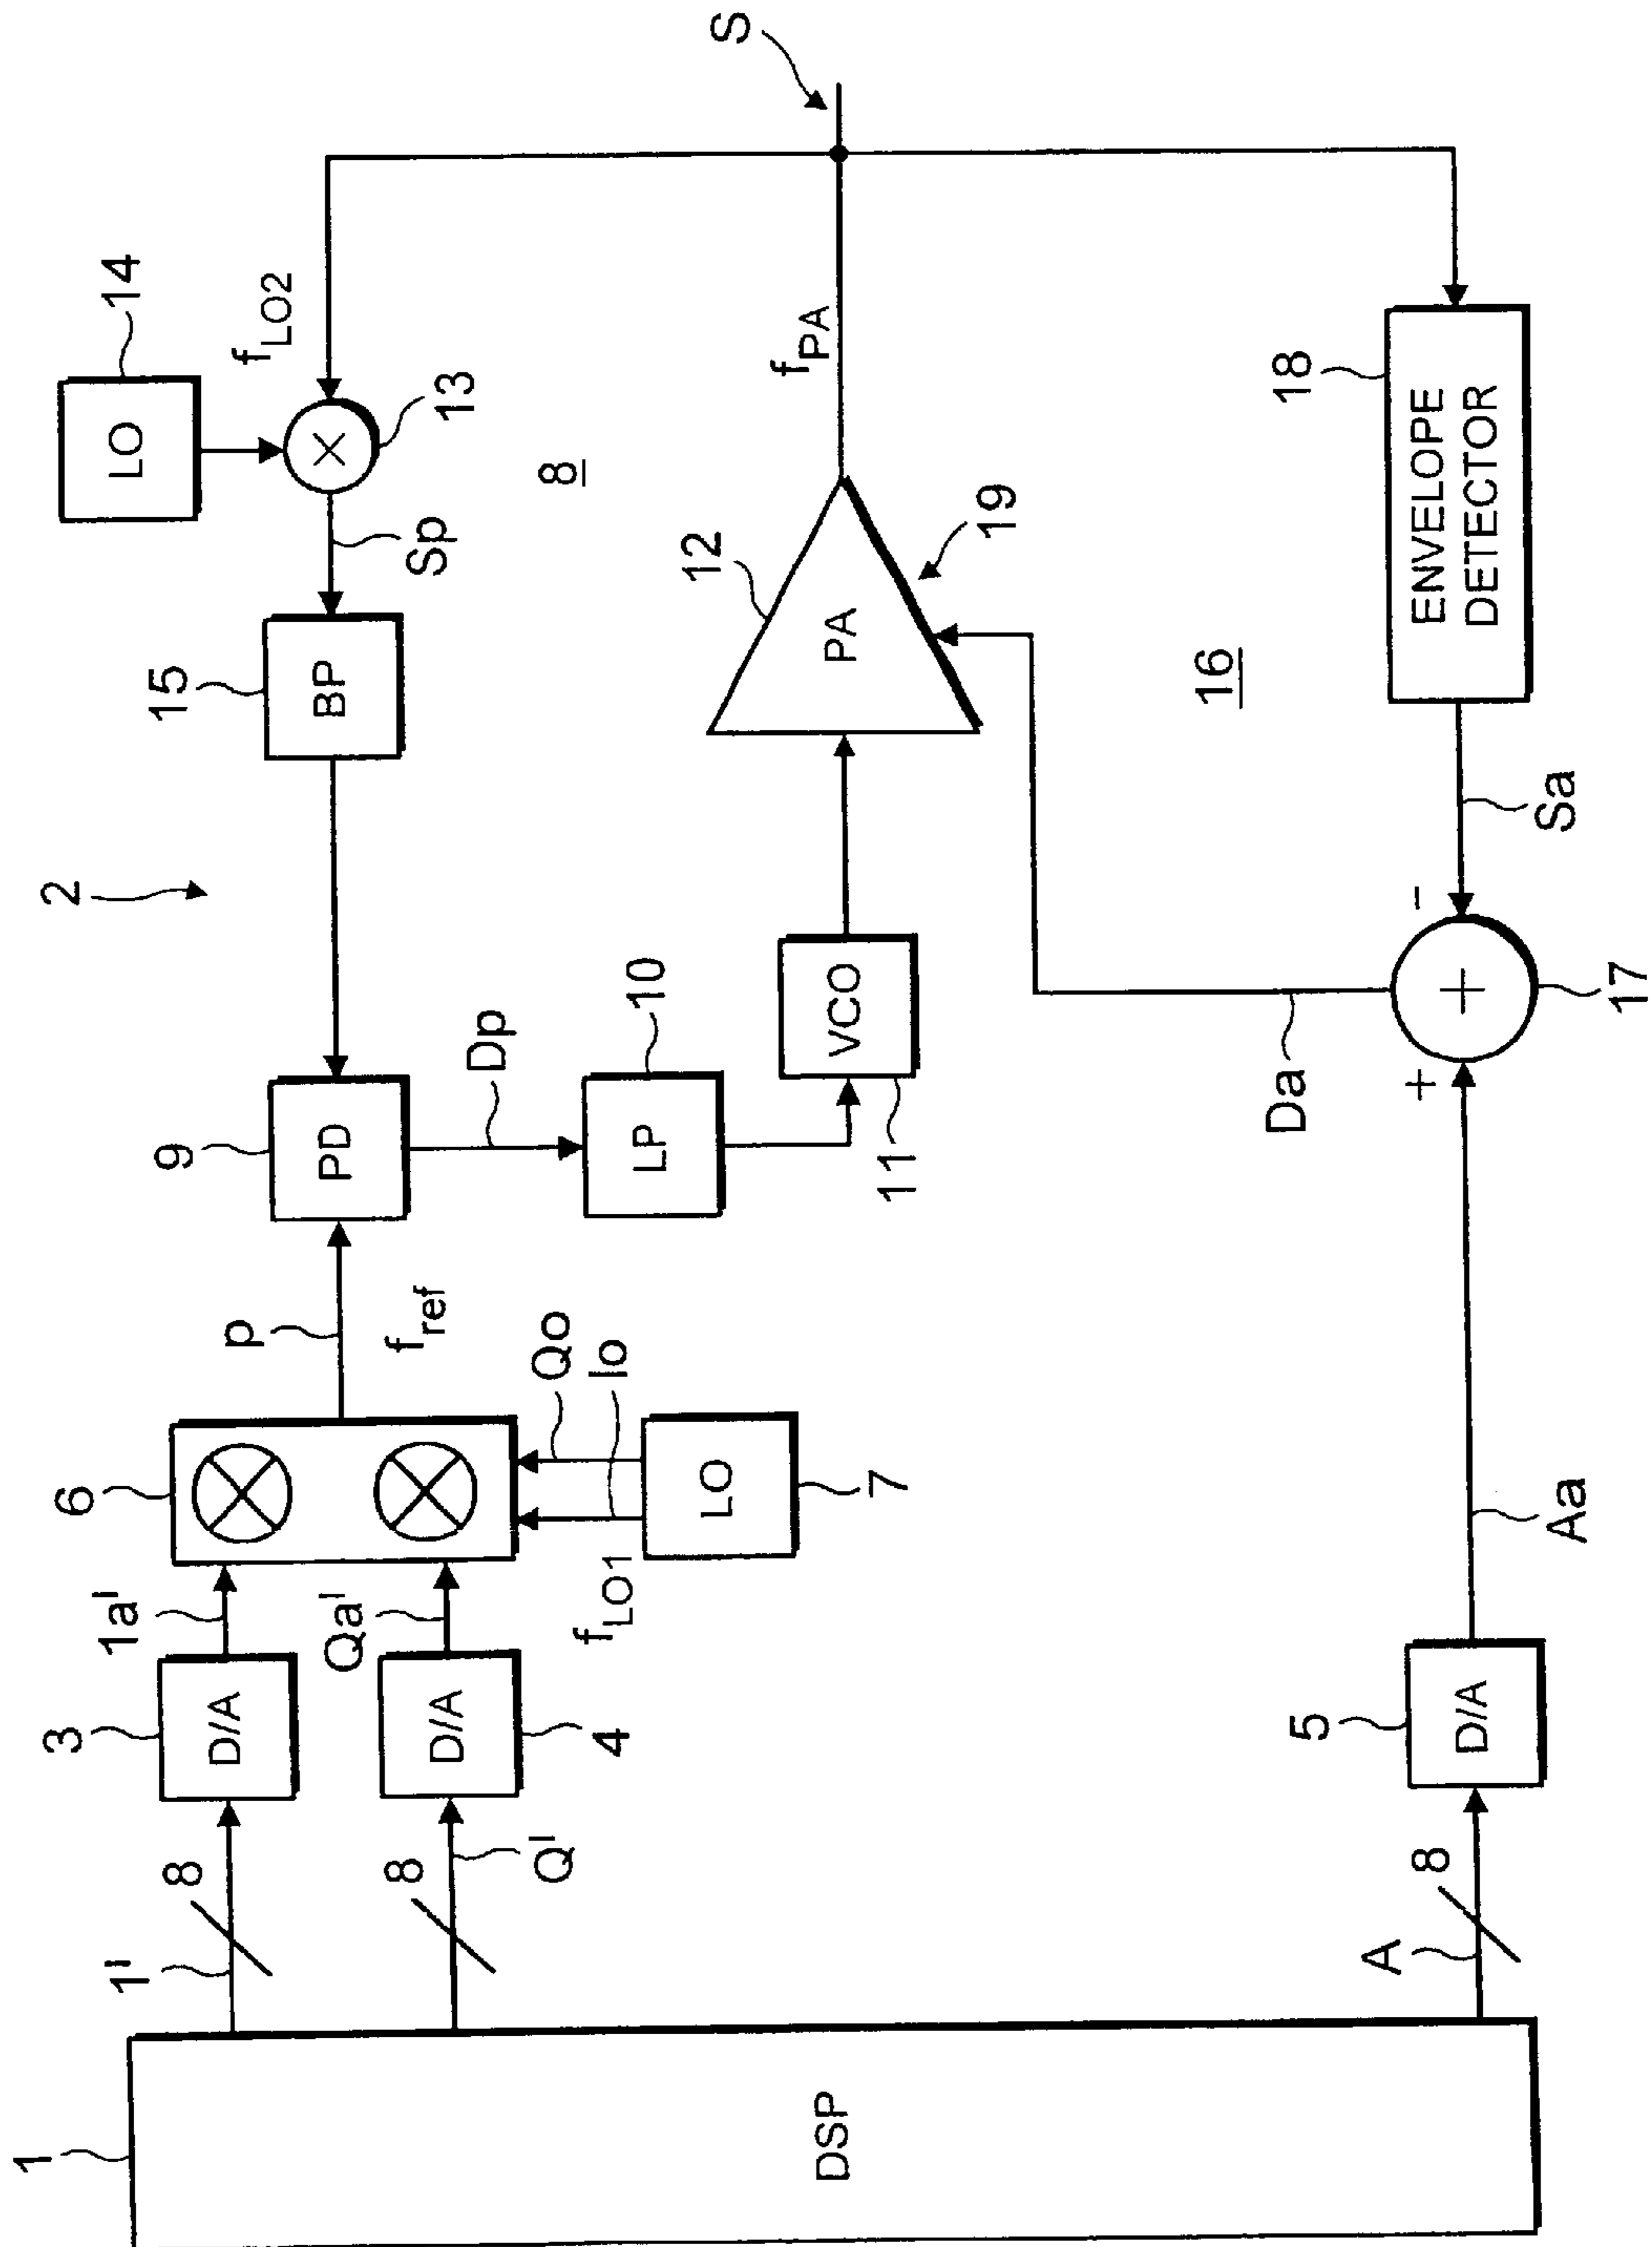 S
14
LO
f_LO2
13
8
Sp
15
BP
2
9
PD
Dp
10
LP
11
VCO
12
PA
19
f_PA
16
18
ENVELOPE
DETECTOR
Sa
-
+
+
17
Da
p
f_ref
6
Qo
Io
LO
7
f_LO1
1a'
Qa'
3
D/A
D/A
4
8
1'
8
Q'
5
D/A
Aa
8
A
1
DSP